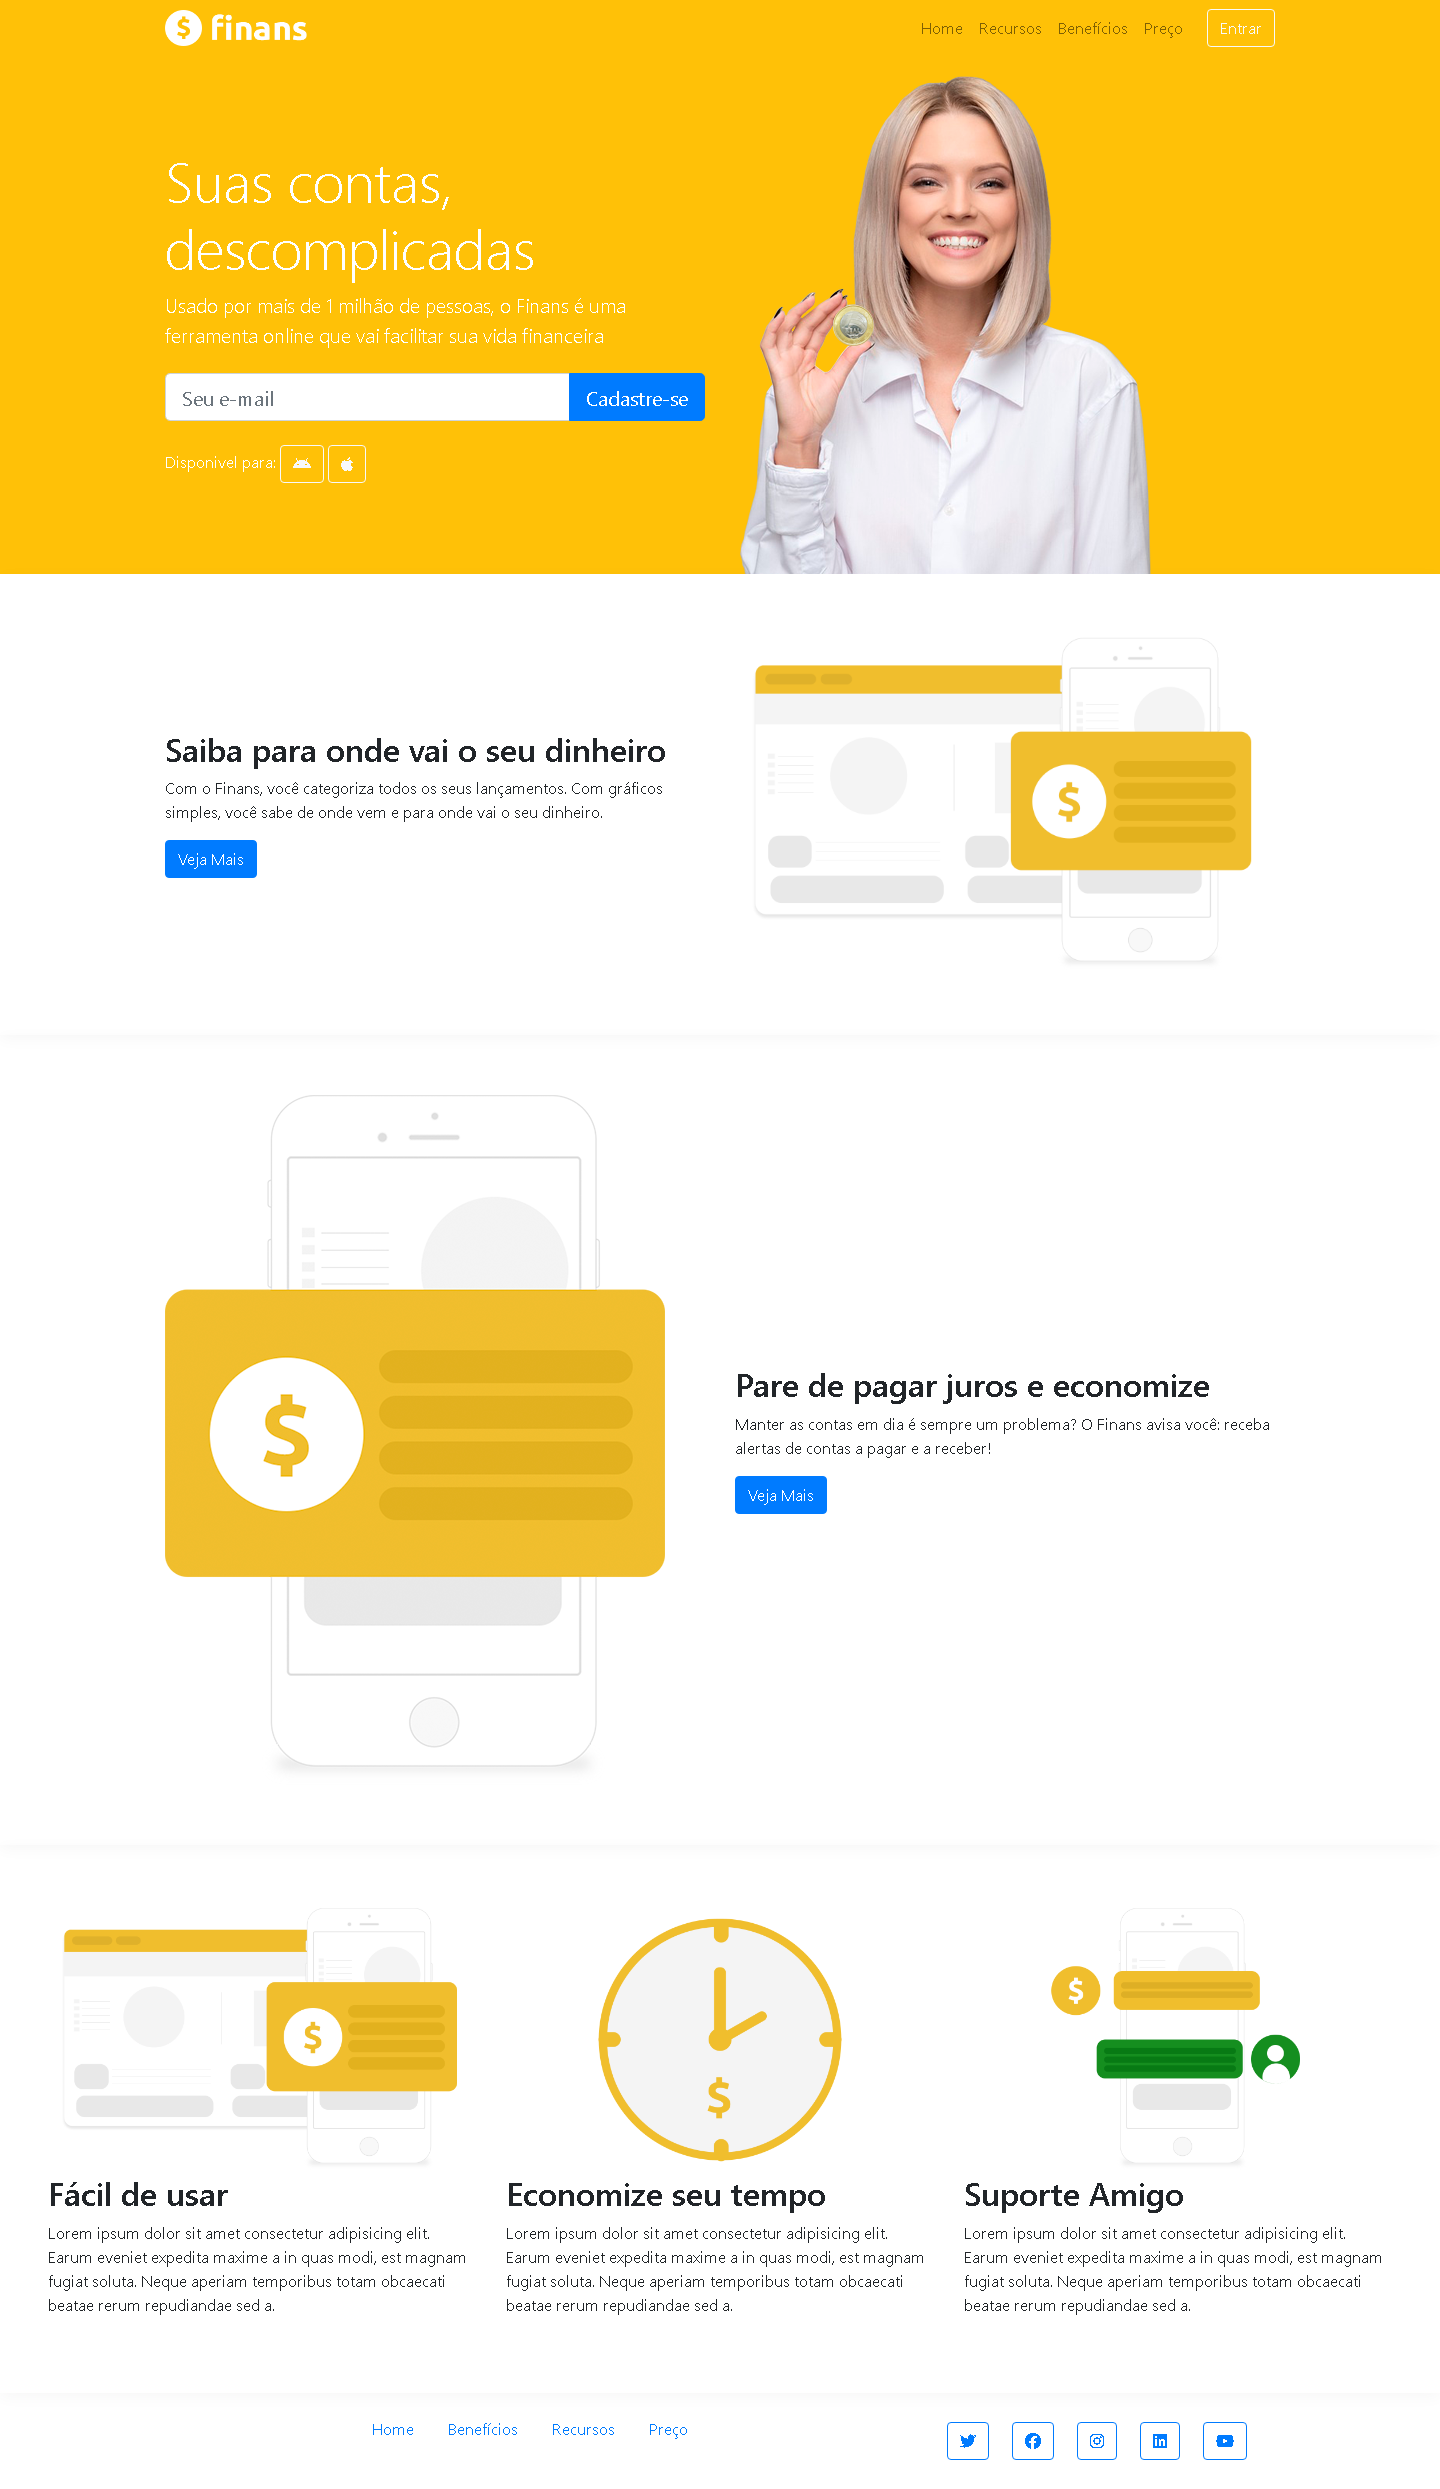 finans
Home Recursos Benefícios Preço Entrar
Suas contas,
descomplicadas
Usado por mais de 1 milhão de pessoas, o Finans é uma
ferramenta online que vai facilitar sua vida financeira
Seu e-mail Cadastre-se
Disponivel para:
Saiba para onde vai o seu dinheiro
Com o Finans, você categoriza todos os seus lançamentos. Com gráficos
simples, você sabe de onde vem e para onde vai o seu dinheiro.
Veja Mais
$
$
Pare de pagar juros e economize
Manter as contas em dia é sempre um problema? O Finans avisa você: receba
alertas de contas a pagar e a receber!
Veja Mais
$
$
$
Fácil de usar
Lorem ipsum dolor sit amet consectetur adipisicing elit.
Earum eveniet expedita maxime a in quas modi, est magnam
fugiat soluta. Neque aperiam temporibus totam obcaecati
beatae rerum repudiandae sed a.
Economize seu tempo
Lorem ipsum dolor sit amet consectetur adipisicing elit.
Earum eveniet expedita maxime a in quas modi, est magnam
fugiat soluta. Neque aperiam temporibus totam obcaecati
beatae rerum repudiandae sed a.
Suporte Amigo
Lorem ipsum dolor sit amet consectetur adipisicing elit.
Earum eveniet expedita maxime a in quas modi, est magnam
fugiat soluta. Neque aperiam temporibus totam obcaecati
beatae rerum repudiandae sed a.
Home Benefícios Recursos Preço